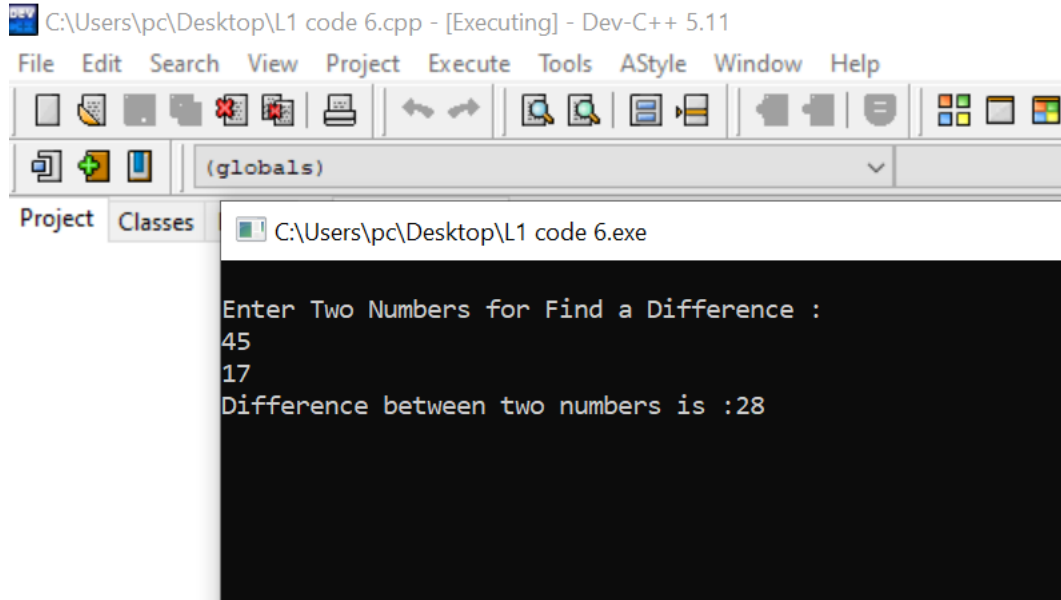 C:\Users\pc\Desktop\L1 code 6.cpp - [Executing] - Dev-C++ 5.11
File Edit Search View Project Execute Tools AStyle Window Help
(globals)
Project Classes
C:\Users\pc\Desktop\L1 code 6.exe
Enter Two Numbers for Find a Difference :
45
17
Difference between two numbers is :28